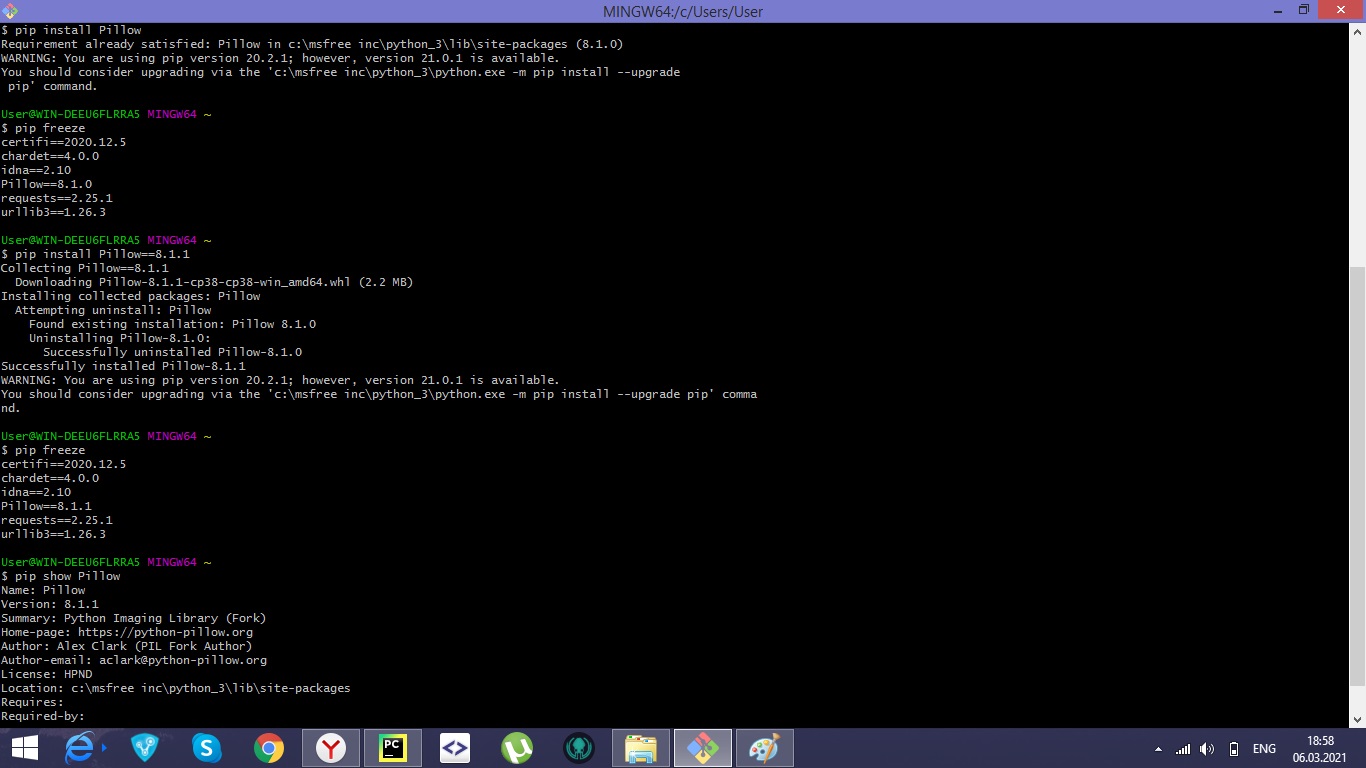 MINGW64:/c/Users/User
$ pip install Pillow
Requirement already satisfied: Pillow in c:\msfree inc\python_3\lib\site-packages (8.1.0)
WARNING: You are using pip version 20.2.1; however, version 21.0.1 is available.
You should consider upgrading via the 'c:\msfree inc\python_3\python.exe -m pip install --upgrade
 pip' command.
User@WIN-DEEU6FLRRA5 MINGW64 ~
$ pip freeze
certifi==2020.12.5
chardet==4.0.0
idna==2.10
Pillow==8.1.0
requests==2.25.1
urllib3==1.26.3
User@WIN-DEEU6FLRRA5 MINGW64 ~
$ pip install Pillow==8.1.1
Collecting Pillow==8.1.1
  Downloading Pillow-8.1.1-cp38-cp38-win_amd64.whl (2.2 MB)
Installing collected packages: Pillow
  Attempting uninstall: Pillow
    Found existing installation: Pillow 8.1.0
    Uninstalling Pillow-8.1.0:
      Successfully uninstalled Pillow-8.1.0
Successfully installed Pillow-8.1.1
WARNING: You are using pip version 20.2.1; however, version 21.0.1 is available.
You should consider upgrading via the 'c:\msfree inc\python_3\python.exe -m pip install --upgrade pip' comma
nd.
User@WIN-DEEU6FLRRA5 MINGW64 ~
$ pip freeze
certifi==2020.12.5
chardet==4.0.0
idna==2.10
Pillow==8.1.1
requests==2.25.1
urllib3==1.26.3
User@WIN-DEEU6FLRRA5 MINGW64 ~
$ pip show Pillow
Name: Pillow
Version: 8.1.1
Summary: Python Imaging Library (Fork)
Home-page: https://python-pillow.org
Author: Alex Clark (PIL Fork Author)
Author-email: aclark@python-pillow.org
License: HPND
Location: c:\msfree inc\python_3\lib\site-packages
Requires:
Required-by:
PC
ENG
18:58
06.03.2021